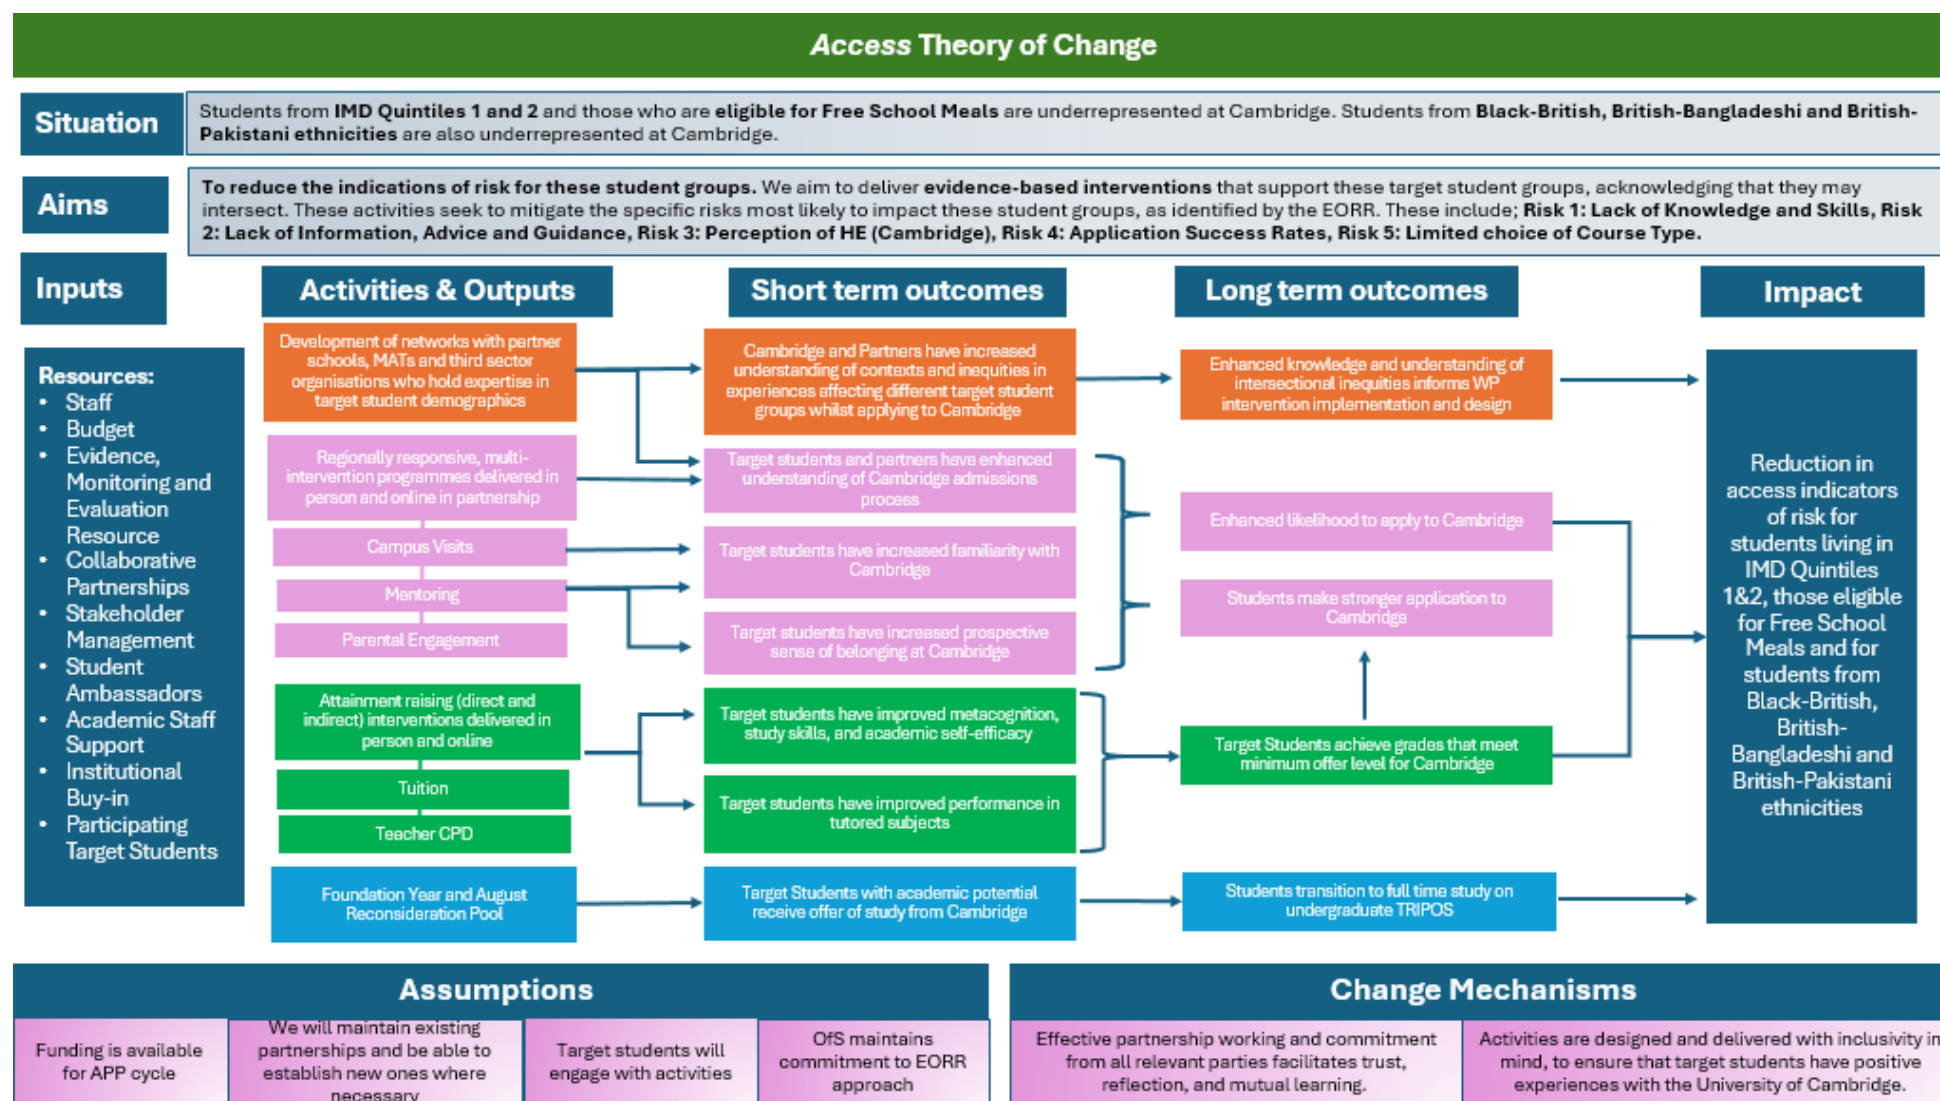 Access Theory of Change
Situation
Students from IMD Quintiles 1 and 2 and those who are eligible for Free School Meals are underrepresented at Cambridge. Students from Black-British, British-Bangladeshi and British-
Pakistani ethnicities are also underrepresented at Cambridge.
Aims
To reduce the indications of risk for these student groups. We aim to deliver evidence-based interventions that support these target student groups, acknowledging that they may
intersect. These activities seek to mitigate the specific risks most likely to impact these student groups, as identified by the EORR. These include; Risk 1: Lack of Knowledge and Skills, Risk
2: Lack of Information, Advice and Guidance, Risk 3: Perception of HE (Cambridge), Risk 4: Application Success Rates, Risk 5: Limited choice of Course Type.
Inputs
Resources:
• Staff
• Budget
• Evidence,
Monitoring and
Evaluation
Resource
• Collaborative
Partnerships
• Stakeholder
Management
• Student
Ambassadors
• Academic Staff
Support
• Institutional
Buy-in
• Participating
Target Students
Activities & Outputs
Development of networks with partner
schools, MATs and third sector
organisations who hold expertise in
target student demographics
Regionally responsive, multi-
intervention programmes delivered in
person and online in partnership
Campus Visits
Mentoring
Parental Engagement
Attainment raising (direct and
indirect) interventions delivered in
person and online
Tuition
Teacher CPD
Foundation Year and August
Reconsideration Pool
Short term outcomes
Cambridge and Partners have increased
understanding of contexts and inequities in
experiences affecting different target student
groups whilst applying to Cambridge
Target students and partners have enhanced
understanding of Cambridge admissions
process
Target students have increased familiarity with
Cambridge
Target students have increased prospective
sense of belonging at Cambridge
Target students have improved metacognition,
study skills, and academic self-efficacy
Target students have improved performance in
tutored subjects
Target Students with academic potential
receive offer of study from Cambridge
Long term outcomes
Enhanced knowledge and understanding of
intersectional inequities informs WP
intervention implementation and design
Enhanced likelihood to apply to Cambridge
Students make stronger application to
Cambridge
Target Students achieve grades that meet
minimum offer level for Cambridge
Students transition to full time study on
undergraduate TRIPOS
Impact
Reduction in
access indicators
of risk for
students living in
IMD Quintiles
1&2, those eligible
for Free School
Meals and for
students from
Black-British,
British-
Bangladeshi and
British-Pakistani
ethnicities
Assumptions
Funding is available
for APP cycle
We will maintain existing
partnerships and be able to
establish new ones where
necessary
Target students will
engage with activities
OfS maintains
commitment to EORR
approach
Change Mechanisms
Effective partnership working and commitment
from all relevant parties facilitates trust,
reflection, and mutual learning.
Activities are designed and delivered with inclusivity in
mind, to ensure that target students have positive
experiences with the University of Cambridge.